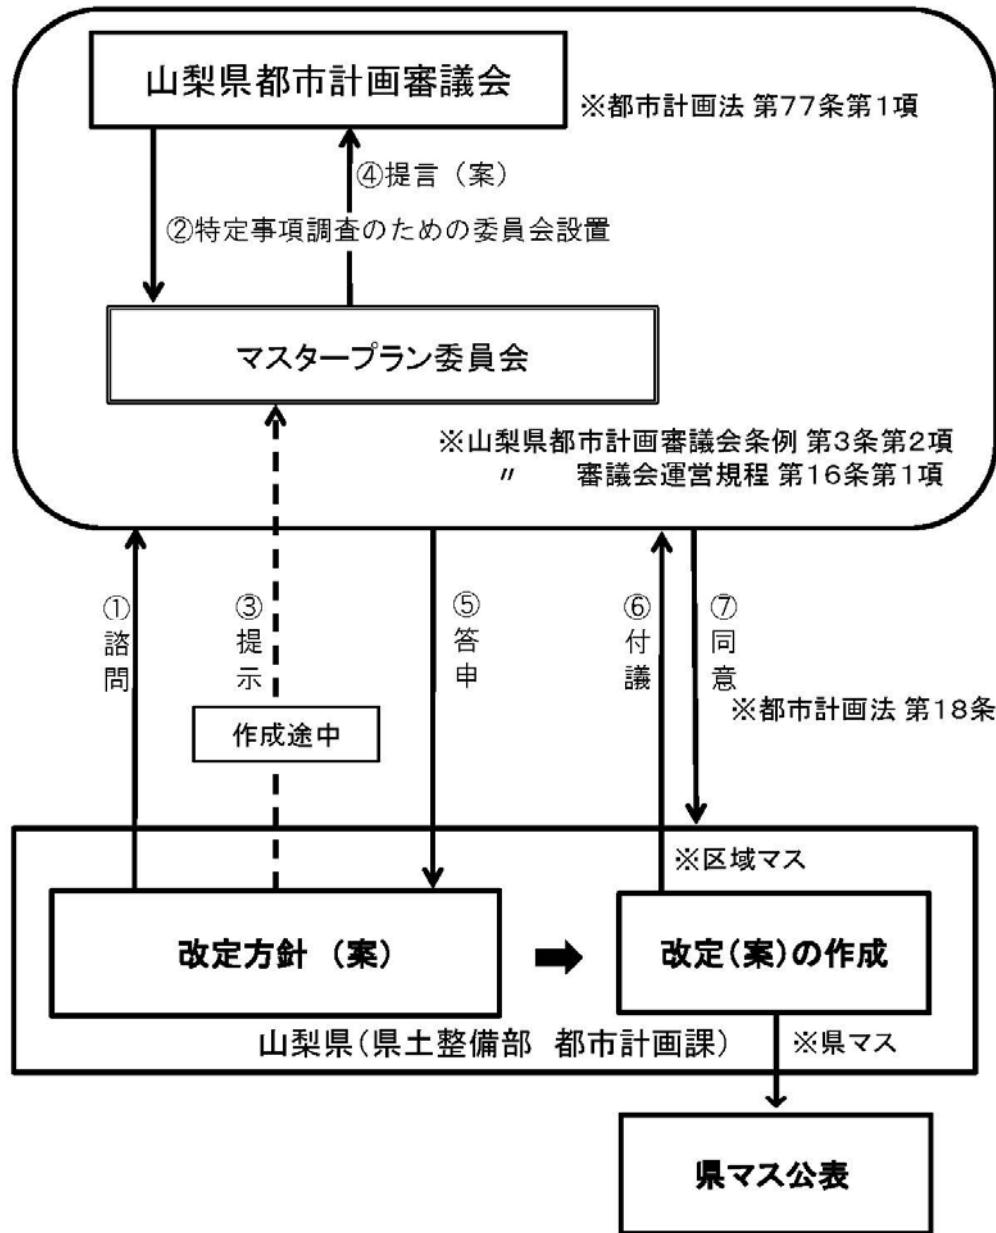 山梨県都市計画審議会
※都市計画法 第77条第1項
④提言（案）
②特定事項調査のための委員会設置
マスタープラン委員会
※山梨県都市計画審議会条例 第3条第2項
〃 審議会運営規程 第16条第1項
①諮問
③提示
⑤答申
⑥付議
⑦同意
※都市計画法 第18条
作成途中
※区域マス
改定方針（案）
改定(案)の作成
山梨県(県土整備部 都市計画課)
※県マス
県マス公表